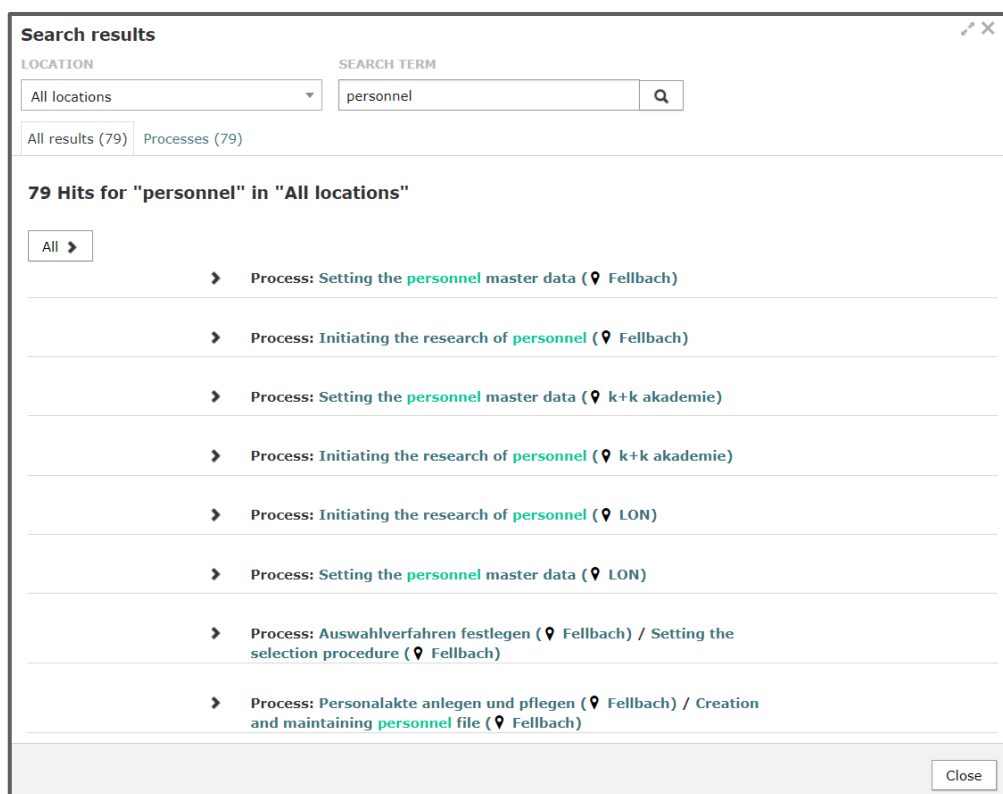 Search results
LOCATION
SEARCH TERM
All locations
personnel
All results (79)
Processes (79)
79 Hits for "personnel" in "All locations"
All
Process: Setting the personnel master data ( Fellbach)
Process: Initiating the research of personnel ( Fellbach)
Process: Setting the personnel master data ( k+k akademie)
Process: Initiating the research of personnel ( k+k akademie)
Process: Initiating the research of personnel ( LON)
Process: Setting the personnel master data ( LON)
Process: Auswahlverfahren festlegen ( Fellbach) / Setting the
selection procedure ( Fellbach)
Process: Personalakte anlegen und pflegen ( Fellbach) / Creation
and maintaining personnel file ( Fellbach)
Close